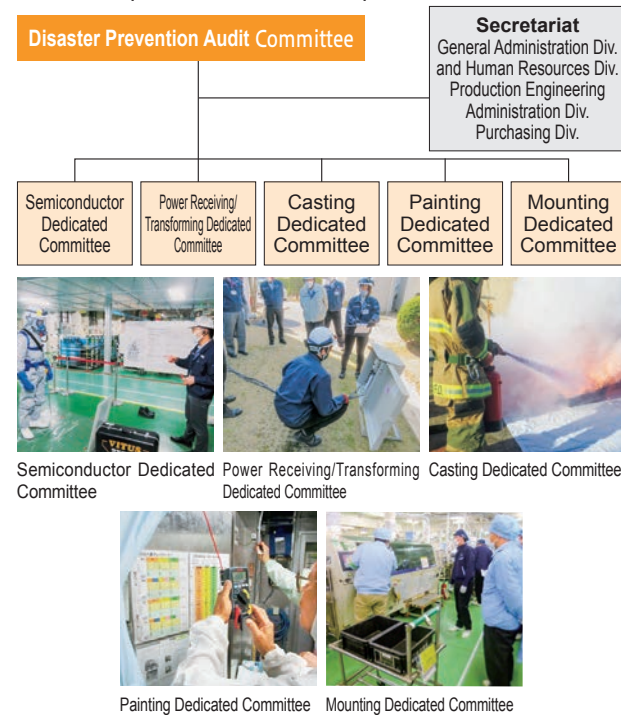 Disaster Prevention Audit Committee
Secretariat
General Administration Div.
and Human Resources Div.
Production Engineering
Administration Div.
Purchasing Div.
Semiconductor
Dedicated
Committee
Power Receiving/
Transforming Dedicated
Committee
Casting
Dedicated
Committee
Painting
Dedicated
Committee
Mounting
Dedicated
Committee
VITUS
Semiconductor Dedicated
Committee
Power Receiving/Transforming
Dedicated Committee
Casting Dedicated Committee
Painting Dedicated Committee
Mounting Dedicated Committee